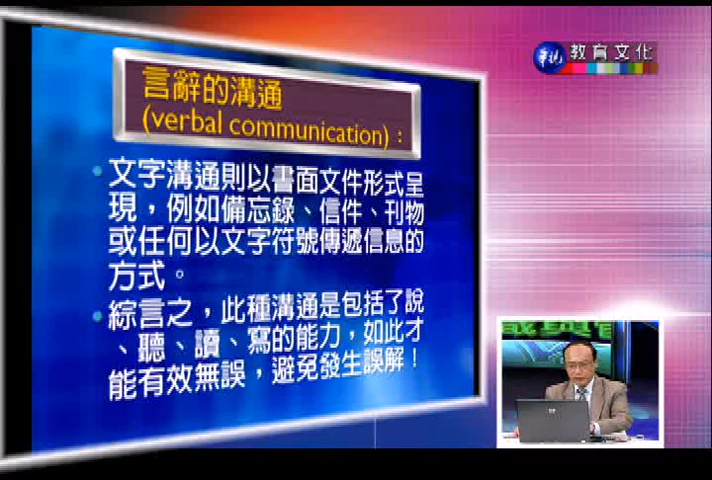 華視 教育文化
言辭的溝通
(verbal communication)：
•文字溝通則以書面文件形式呈
現，例如備忘錄、信件、刊物
或任何以文字符號傳遞信息的
方式。
•綜言之，此種溝通是包括了說
、聽、讀、寫的能力，如此才
能有效無誤，避免發生誤解！